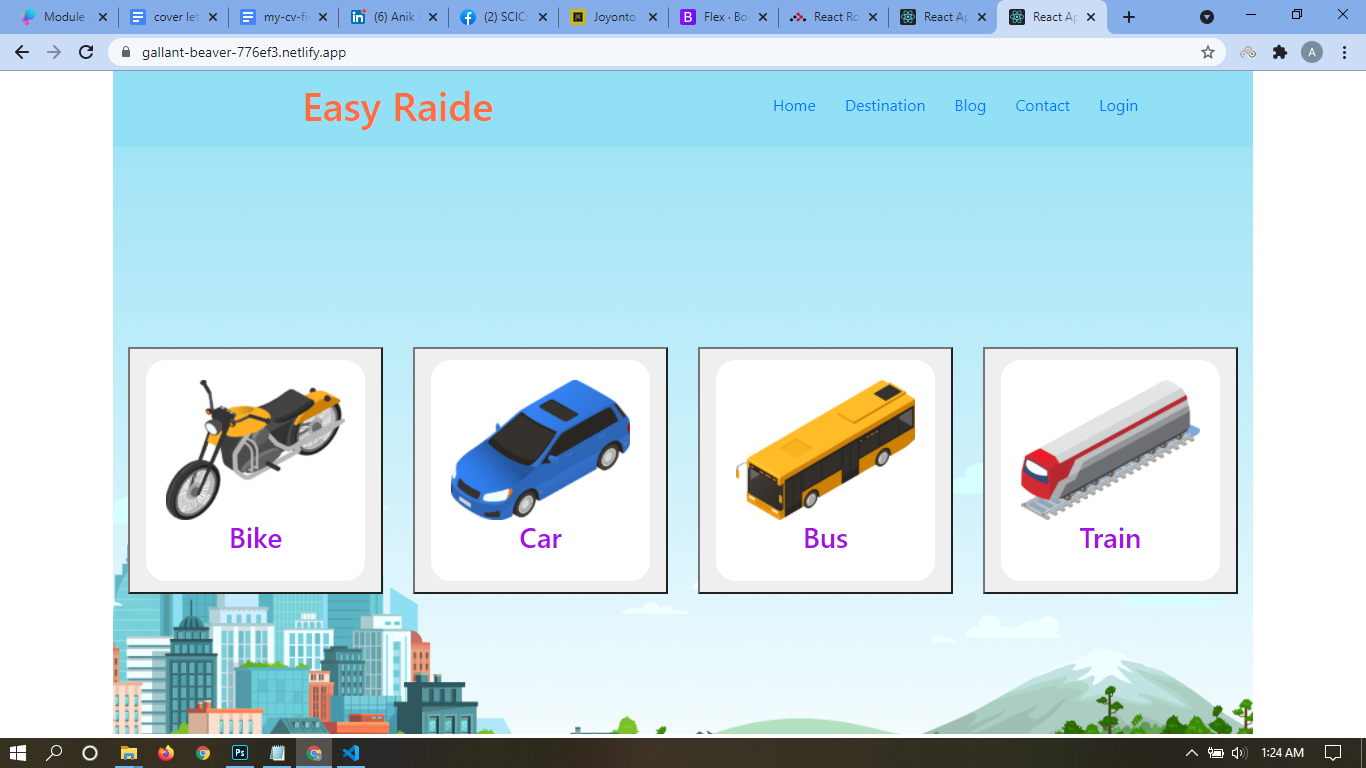 Module
cover let
my-cv-fi
(6) Anik
(2) SCIC
Joyonto
Flex · Bo
React Ro
React Ap
React Ap
gallant-beaver-776ef3.netlify.app
A
Easy Raide
Home Destination Blog Contact Login
Bike Car Bus Train
1:24 AM